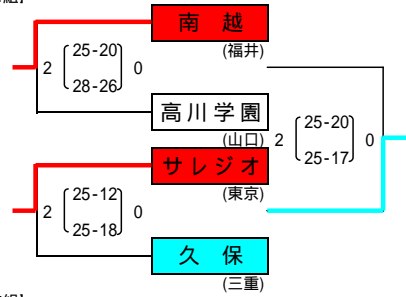 南越
(福井)
25-20
2 0
28-26
高川学園
(山口)
25-20
2 0
25-17
サレジオ
(東京)
25-12
2 0
25-18
久保
(三重)